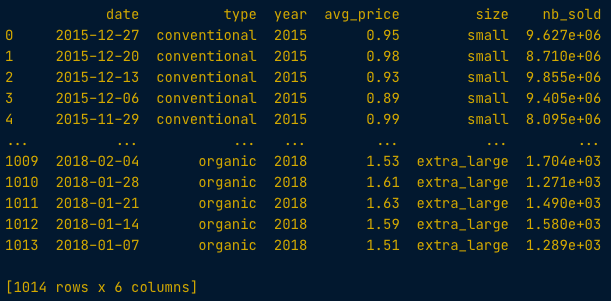 date type year avg_price size nb_sold
0 2015-12-27 conventional 2015 0.95 small 9.627e+06
1 2015-12-20 conventional 2015 0.98 small 8.710e+06
2 2015-12-13 conventional 2015 0.93 small 9.855e+06
3 2015-12-06 conventional 2015 0.89 small 9.405e+06
4 2015-11-29 conventional 2015 0.99 small 8.095e+06
... ... ... ... ... ... ...
1009 2018-02-04 organic 2018 1.53 extra_large 1.704e+03
1010 2018-01-28 organic 2018 1.61 extra_large 1.271e+03
1011 2018-01-21 organic 2018 1.63 extra_large 1.490e+03
1012 2018-01-14 organic 2018 1.59 extra_large 1.580e+03
1013 2018-01-07 organic 2018 1.51 extra_large 1.289e+03
[1014 rows x 6 columns]